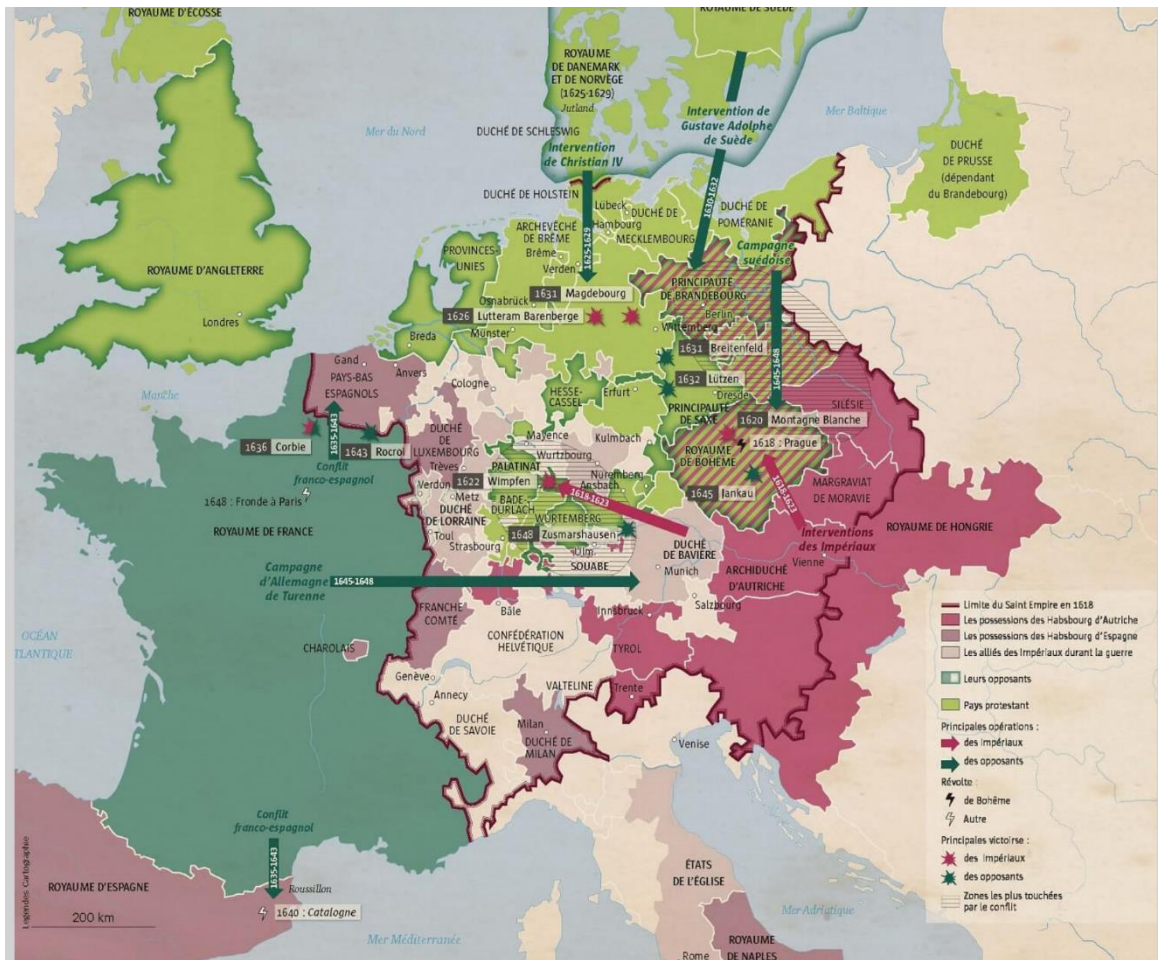 ROYAUME D'ÉCOSSE
ROYAUME DE SUÈDE
ROYAUME
DE DANEMARK
ET DE NORVÈGE
(1625-1629)
Jutland
Mer du Nord
DUCHÉ DE SCHLESWIG
Intervention
de Christian IV
Intervention de
Gustave Adolphe
de Suède
Mer Baltique
DUCHÉ
DE PRUSSE
(dépendant
du Brandebourg)
DUCHÉ DE HOLSTEIN
Lübeck
Hambourg
DUCHÉ DE
MECKLEMBOURG
DUCHÉ DE
POMÉRANIE
1630-1632
1625-1629
ARCHEVÊCHÉ
DE BRÊME
Brême
Verden
PROVINCES-
UNIES
Campagne
suédoise
ROYAUME D'ANGLETERRE
Londres
PRINCIPAUTÉ
DE BRANDEBOURG
Berlin
1631 Magdebourg
Osnabrück
1626 Lutteram Barenberge
Münster
Wittemberg
Breda
1631 Breitenfeld
1645-1648
Gand
Anvers
PAYS-BAS
ESPAGNOLS
Cologne
HESSE-
CASSEL
Erfurt
1632 Lützen
Dresde
PRINCIPAUTÉ
DE SAXE
SILÉSIE
Manche
1620 Montagne Blanche
1618 : Prague
1636 Corbie
1635-1643
1643 Rocroi
Conflit
franco-espagnol
DUCHÉ
DE
LUXEMBOURG
Trèves
Mayence
Wurtzbourg
Kulmbach
ROYAUME
DE BOHÊME
PALATINAT
1622 Wimpfen
Nuremberg
Ansbach
1645 Jankau
MARGRAVIAT
DE MORAVIE
1648 : Fronde à Paris
Verdun
Metz
DUCHÉ
DE LORRAINE
Toul
Strasbourg
BADE-
DURLACH
WURTEMBERG
1618-1623
1618-1623
ROYAUME DE FRANCE
ROYAUME DE HONGRIE
1648 Zusmarshausen
Ulm
SOUABE
DUCHÉ
DE BAVIÈRE
Munich
Interventions
des Impériaux
Vienne
ARCHIDUCHÉ
D'AUTRICHE
Campagne
d'Allemagne
de Turenne
1645-1648
FRANCHE
COMTÉ
Bâle
Innsbruck
Salzbourg
OCÉAN
TLANTIQUE
CHAROLAIS
CONFÉDÉRATION
HELVÉTIQUE
TYROL
Genève
Annecy
VALTELINE
Trente
DUCHÉ
DE SAVOIE
Milan
DUCHÉ DE
MILAN
Venise
Conflit
franco-espagnol
1635-1643
Roussillon
ROYAUME D'ESPAGNE
1640 : Catalogne
200 km
Legendes Cartographie
ÉTATS
DE L'ÉGLISE
Mer Méditerranée
Mer Adriatique
Rome
ROYAUME
DE NAPLES
Limite du Saint Empire en 1618
Les possessions des Habsbourg d'Autriche
Les possessions des Habsbourg d'Espagne
Les alliés des Impériaux durant la guerre
Leurs opposants
Pays protestant
Principales opérations :
des Impériaux
des opposants
Révolte :
de Bohême
Autre
Principales victoirse :
des Impériaux
des opposants
Zones les plus touchées
par le conflit